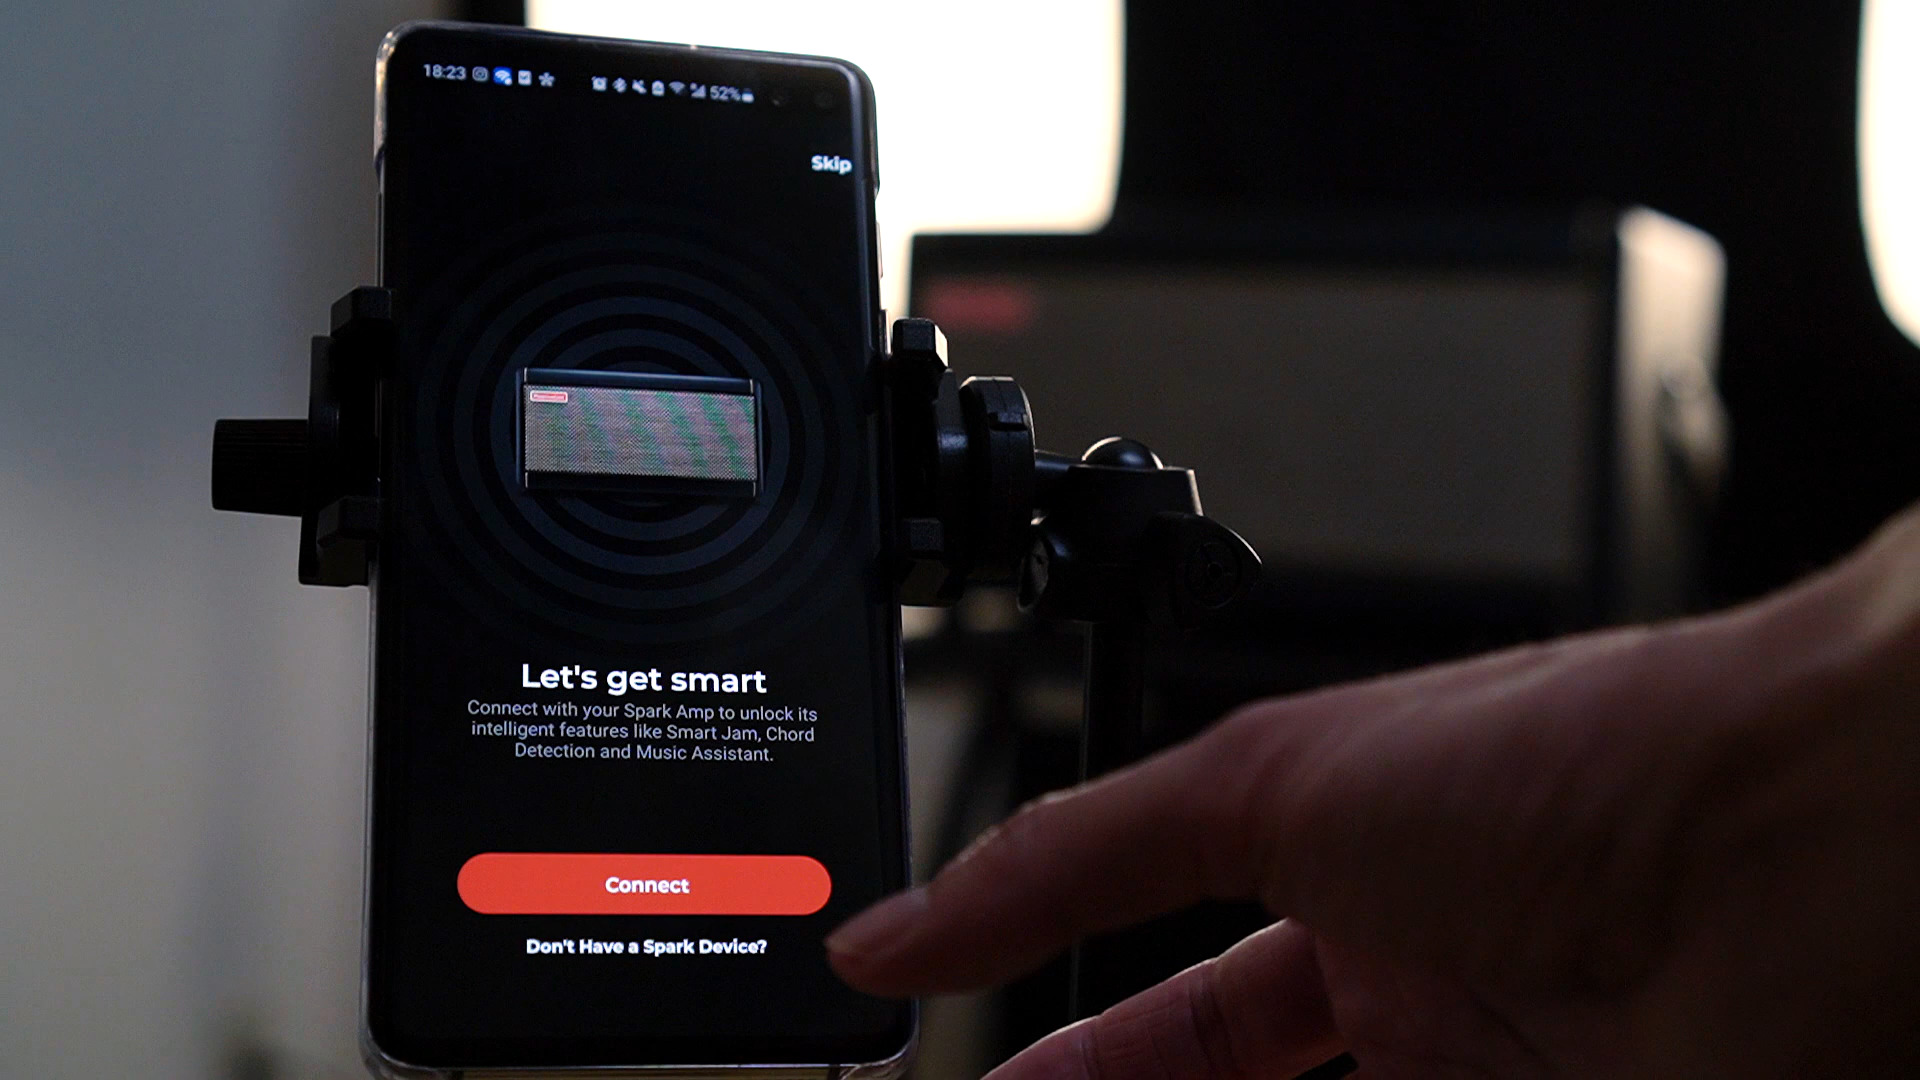 18:23 52%
Skip
Let's get smart
Connect with your Spark Amp to unlock its
intelligent features like Smart Jam, Chord
Detection and Music Assistant.
Connect
Don't Have a Spark Device?